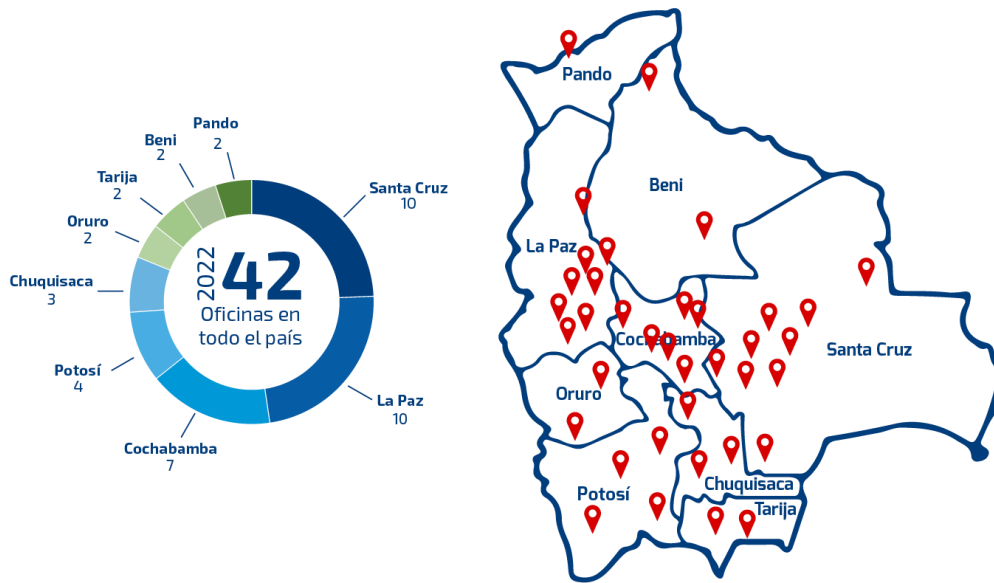 Pando
2
Beni
2
Tarija
2
Oruro
2
Chuquisaca
3
Potosí
4
Cochabamba
7
La Paz
10
Santa Cruz
10
2022
42
Oficinas en
todo el país
Pando
Beni
La Paz
Cochabamba
Santa Cruz
Oruro
Potosí
Chuquisaca
Tarija